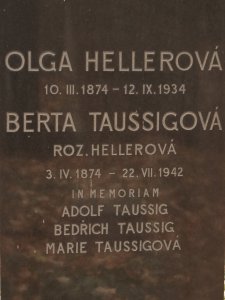 OLGA HELLEROVÁ
10. III. 1874 – 12. IX. 1934
BERTA TAUSSIGOVÁ
ROZ. HELLEROVÁ
3. IV. 1874 – 22. VII. 1942
IN MEMORIAM
ADOLF TAUSSIG
BEDŘICH TAUSSIG
MARIE TAUSSIGOVÁ